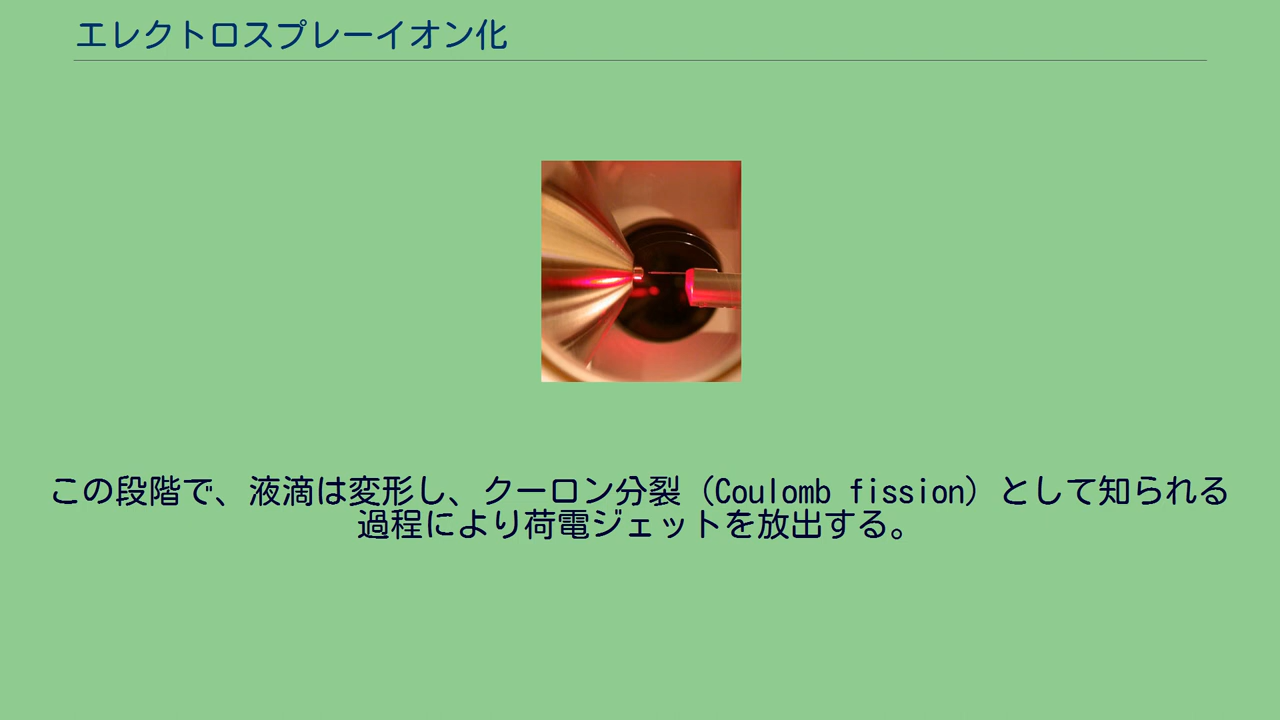 エレクトロスプレーイオン化
この段階で、液滴は変形し、クーロン分裂（Coulomb fission）として知られる
過程により荷電ジェットを放出する。